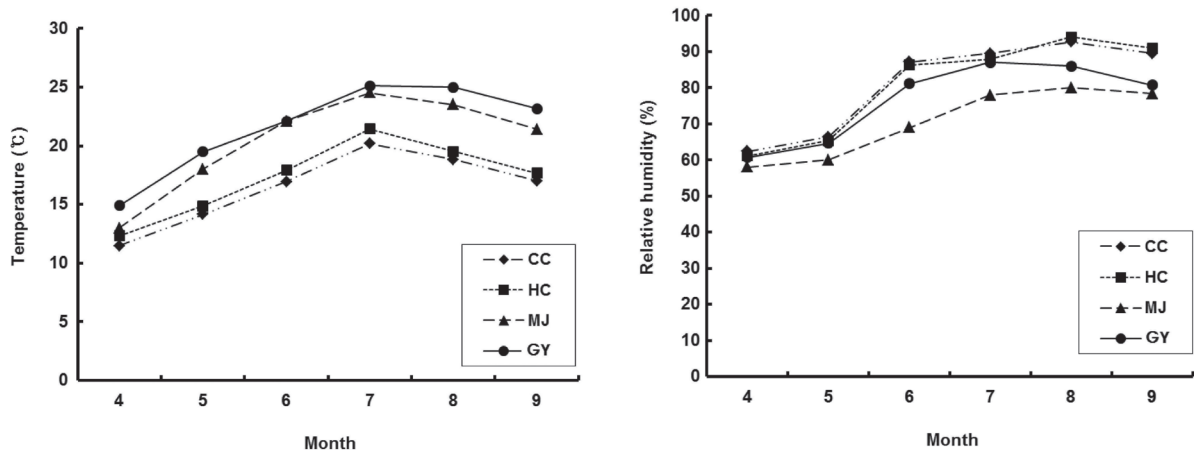 30
25
20
15
10
5
0
Temperature (℃)
4 5 6 7 8 9
Month
CC
HC
MJ
GY
100
90
80
70
60
50
40
30
20
10
0
Relative humidity (%)
4 5 6 7 8 9
Month
CC
HC
MJ
GY